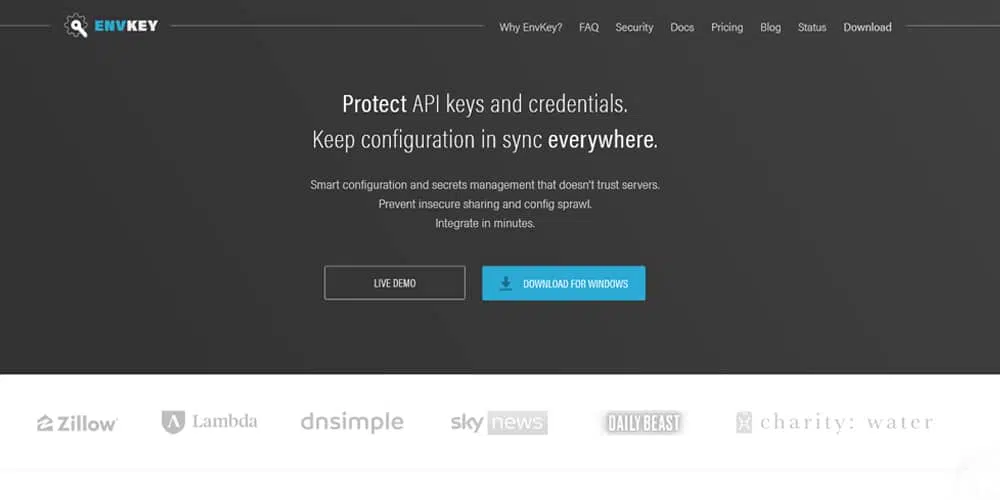 ENVKEY
Why EnvKey? FAQ Security Docs Pricing Blog Status Download
Protect API keys and credentials.
Keep configuration in sync everywhere.
Smart configuration and secrets management that doesn't trust servers.
Prevent insecure sharing and config sprawl.
Integrate in minutes.
LIVE DEMO DOWNLOAD FOR WINDOWS
Zillow Lambda dnsimple sky news DAILY BEAST charity: water